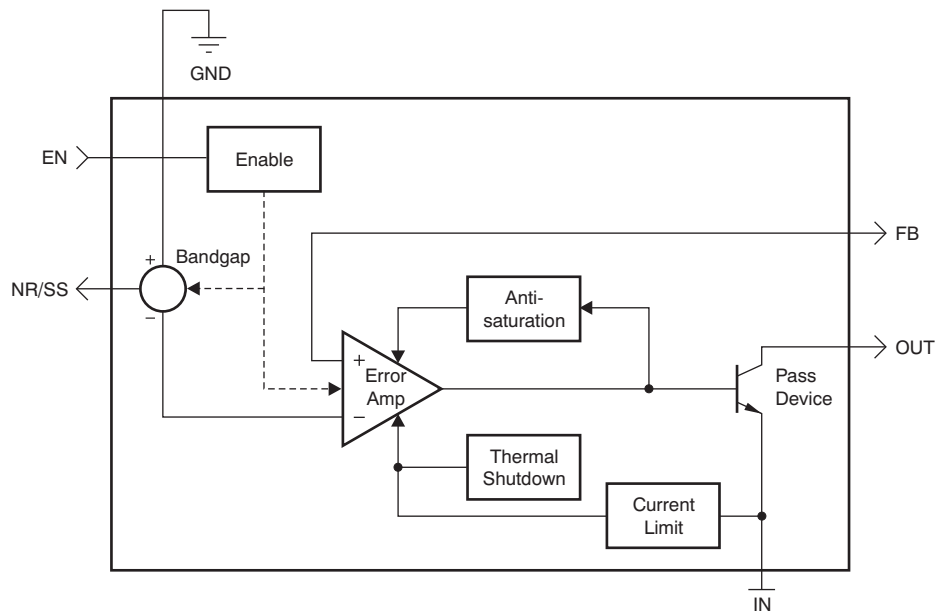 GND
EN
Enable
FB
+
Bandgap
NR/SS
−
Anti-
saturation
OUT
+
Error
Amp
−
Pass
Device
Thermal
Shutdown
Current
Limit
IN